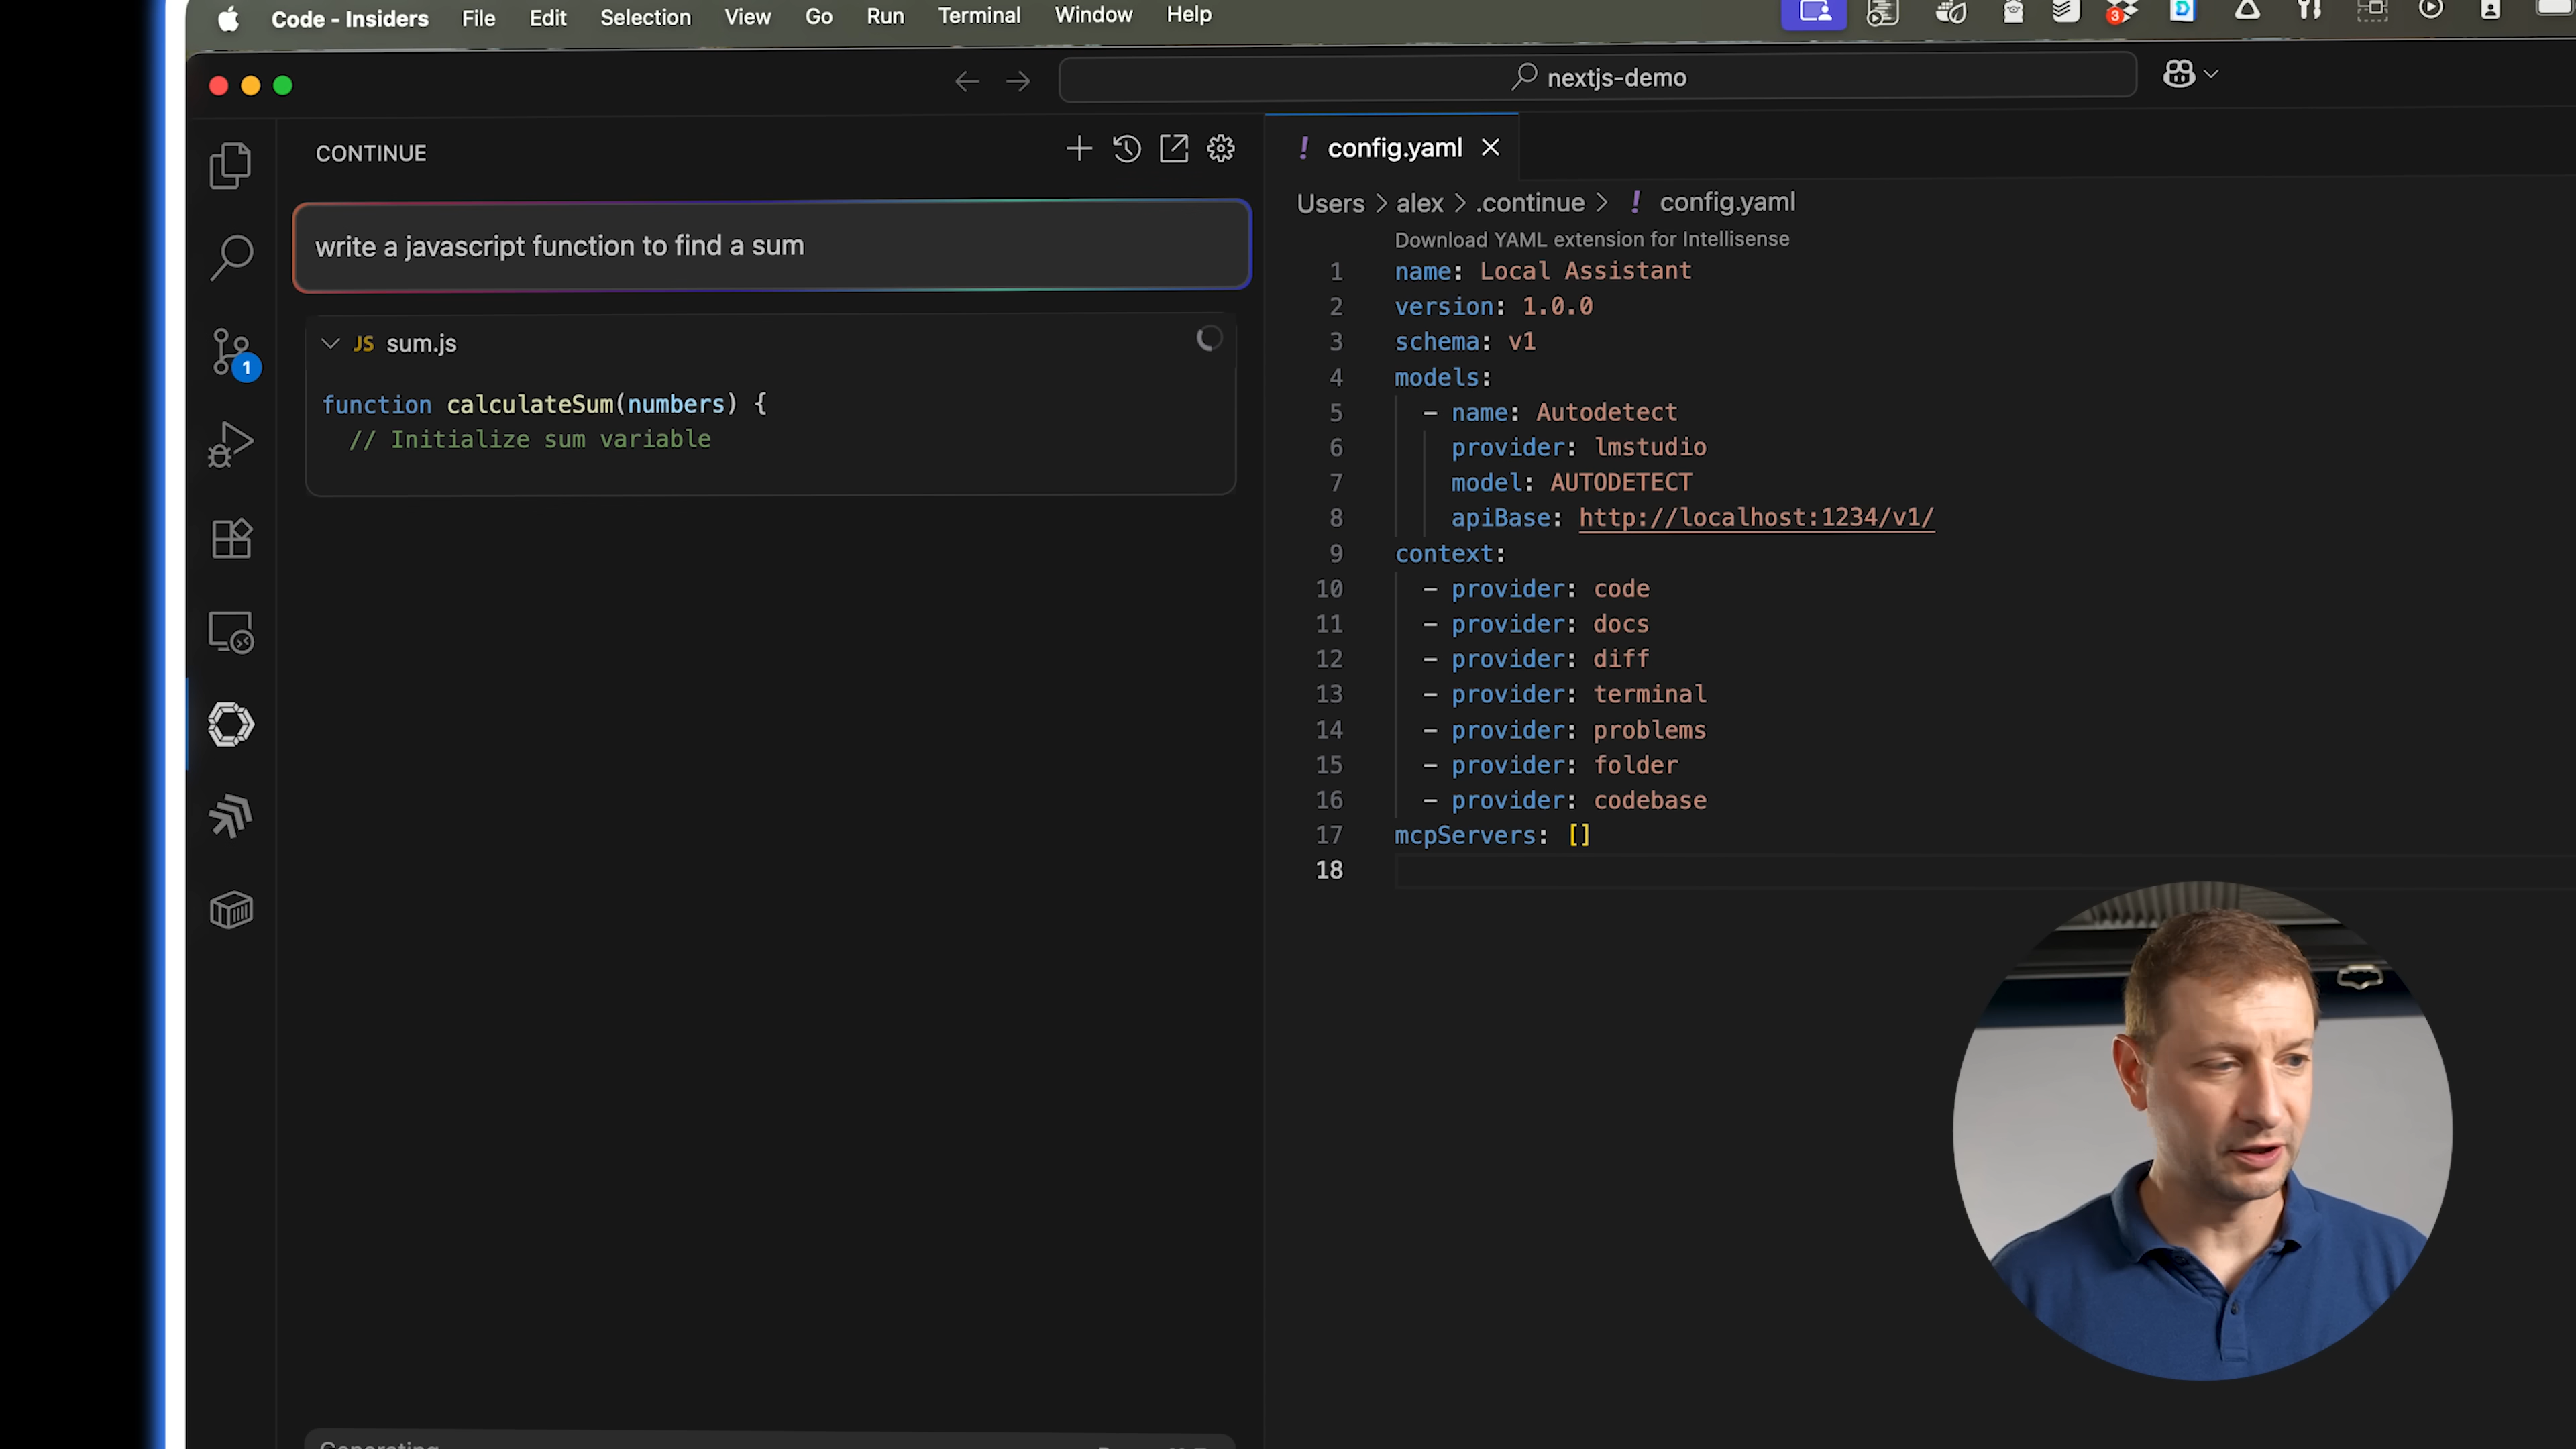 Code - Insiders File Edit Selection View Go Run Terminal Window Help
3
nextjs-demo
CONTINUE
write a javascript function to find a sum
JS sum.js
function calculateSum(numbers) {
// Initialize sum variable
1
! config.yaml
Users > alex > .continue > ! config.yaml
Download YAML extension for Intellisense
1 name: Local Assistant
2 version: 1.0.0
3 schema: v1
4 models:
5 - name: Autodetect
6 provider: lmstudio
7 model: AUTODETECT
8 apiBase: http://localhost:1234/v1/
9 context:
10 - provider: code
11 - provider: docs
12 - provider: diff
13 - provider: terminal
14 - provider: problems
15 - provider: folder
16 - provider: codebase
17 mcpServers: []
18
Generating